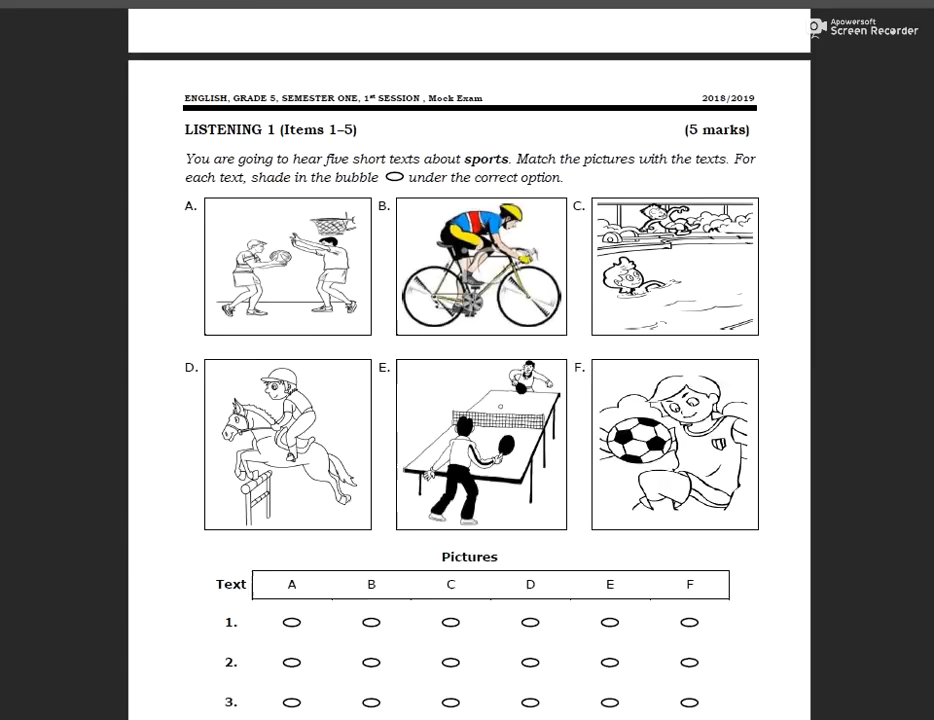 Apowersoft
Screen Recorder
ENGLISH, GRADE 5, SEMESTER ONE, 1st SESSION , Mock Exam 2018/2019
LISTENING 1 (Items 1–5) (5 marks)
You are going to hear five short texts about sports. Match the pictures with the texts. For
each text, shade in the bubble under the correct option.
A. B. C.
D. E. F.
Pictures
Text A B C D E F
1.
2.
3.